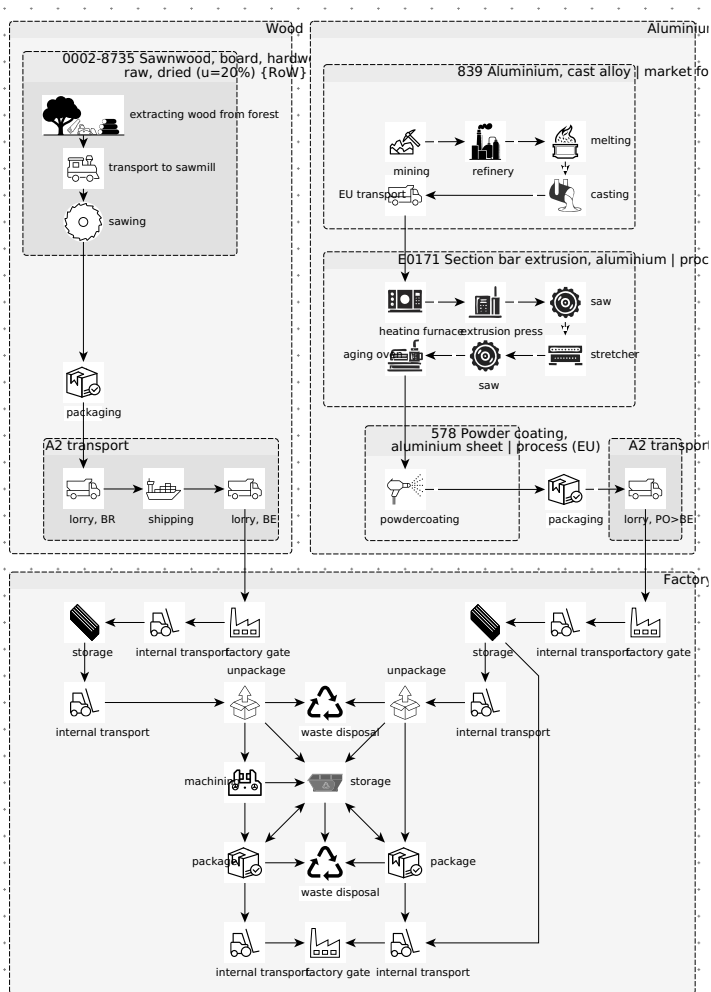 Wood
0002-8735 Sawnwood, board, hardw
raw, dried (u=20%) {RoW}
extracting wood from forest
transport to sawmill
sawing
packaging
A2 transport
lorry, BR
shipping
lorry, BE
839 Aluminium, cast alloy | market fo
mining
refinery
melting
EU transport
casting
E0171 Section bar extrusion, aluminium | proc
heating furnace
extrusion press
saw
aging oven
saw
stretcher
578 Powder coating,
aluminium sheet | process (EU)
A2 transport
powdercoating
packaging
lorry, PO>BE
Factory
storage
internal transport
factory gate
storage
internal transport
factory gate
unpackage
unpackage
internal transport
waste disposal
internal transport
machining
storage
package
package
waste disposal
internal transport
factory gate
internal transport